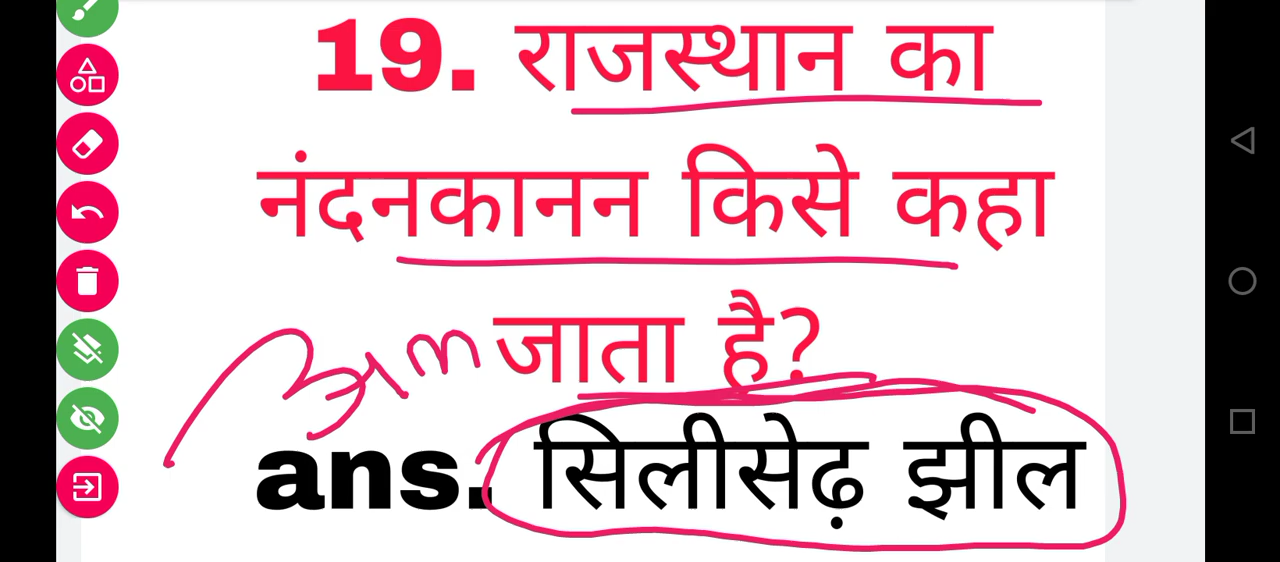 19. राजस्थान का
नंदनकानन किसे कहा
जाता है?
ans. सिलीसेढ़ झील